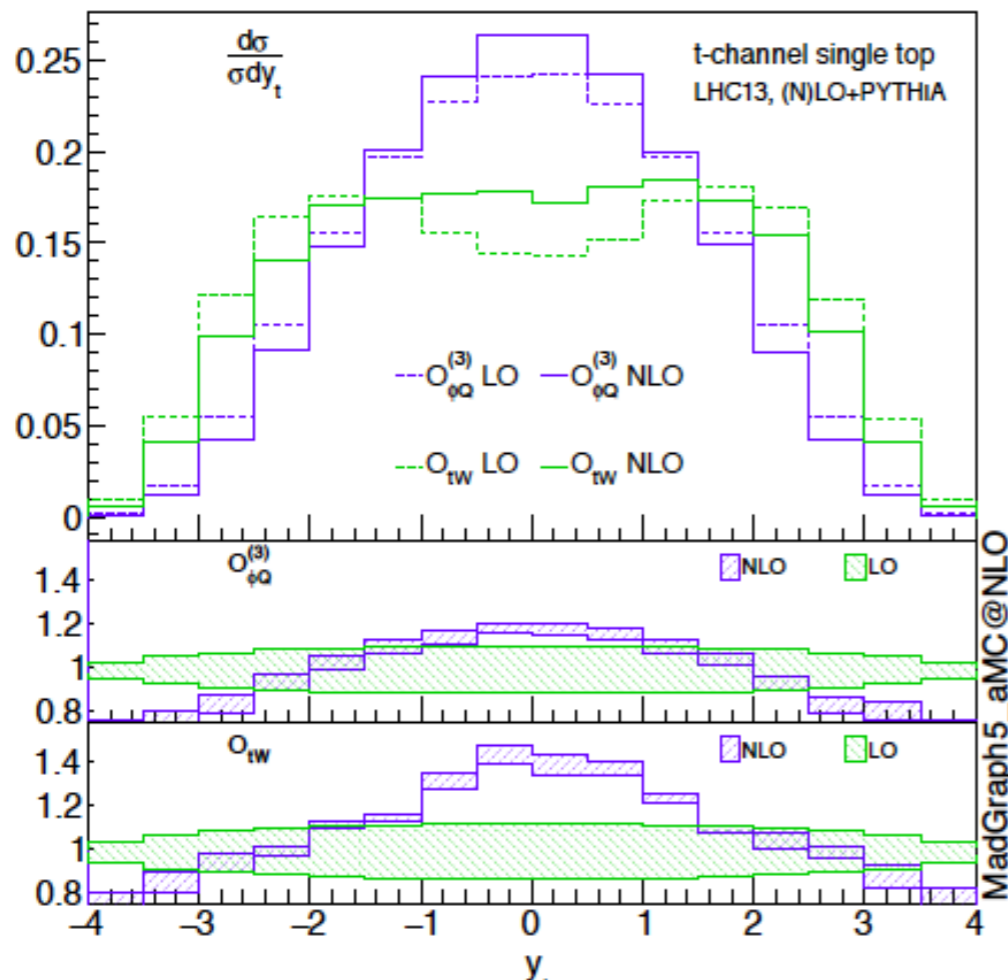 dσ
σdy_t
t-channel single top
LHC13, (N)LO+PYTHIA
0.25
0.2
0.15
0.1
0.05
0
O_φQ^(3) LO O_φQ^(3) NLO
O_tW LO O_tW NLO
O_φQ^(3) NLO LO
1.4
1.2
1
0.8
O_tW NLO LO
1.4
1.2
1
0.8
−4 −3 −2 −1 0 1 2 3 4
y
MadGraph5_aMC@NLO